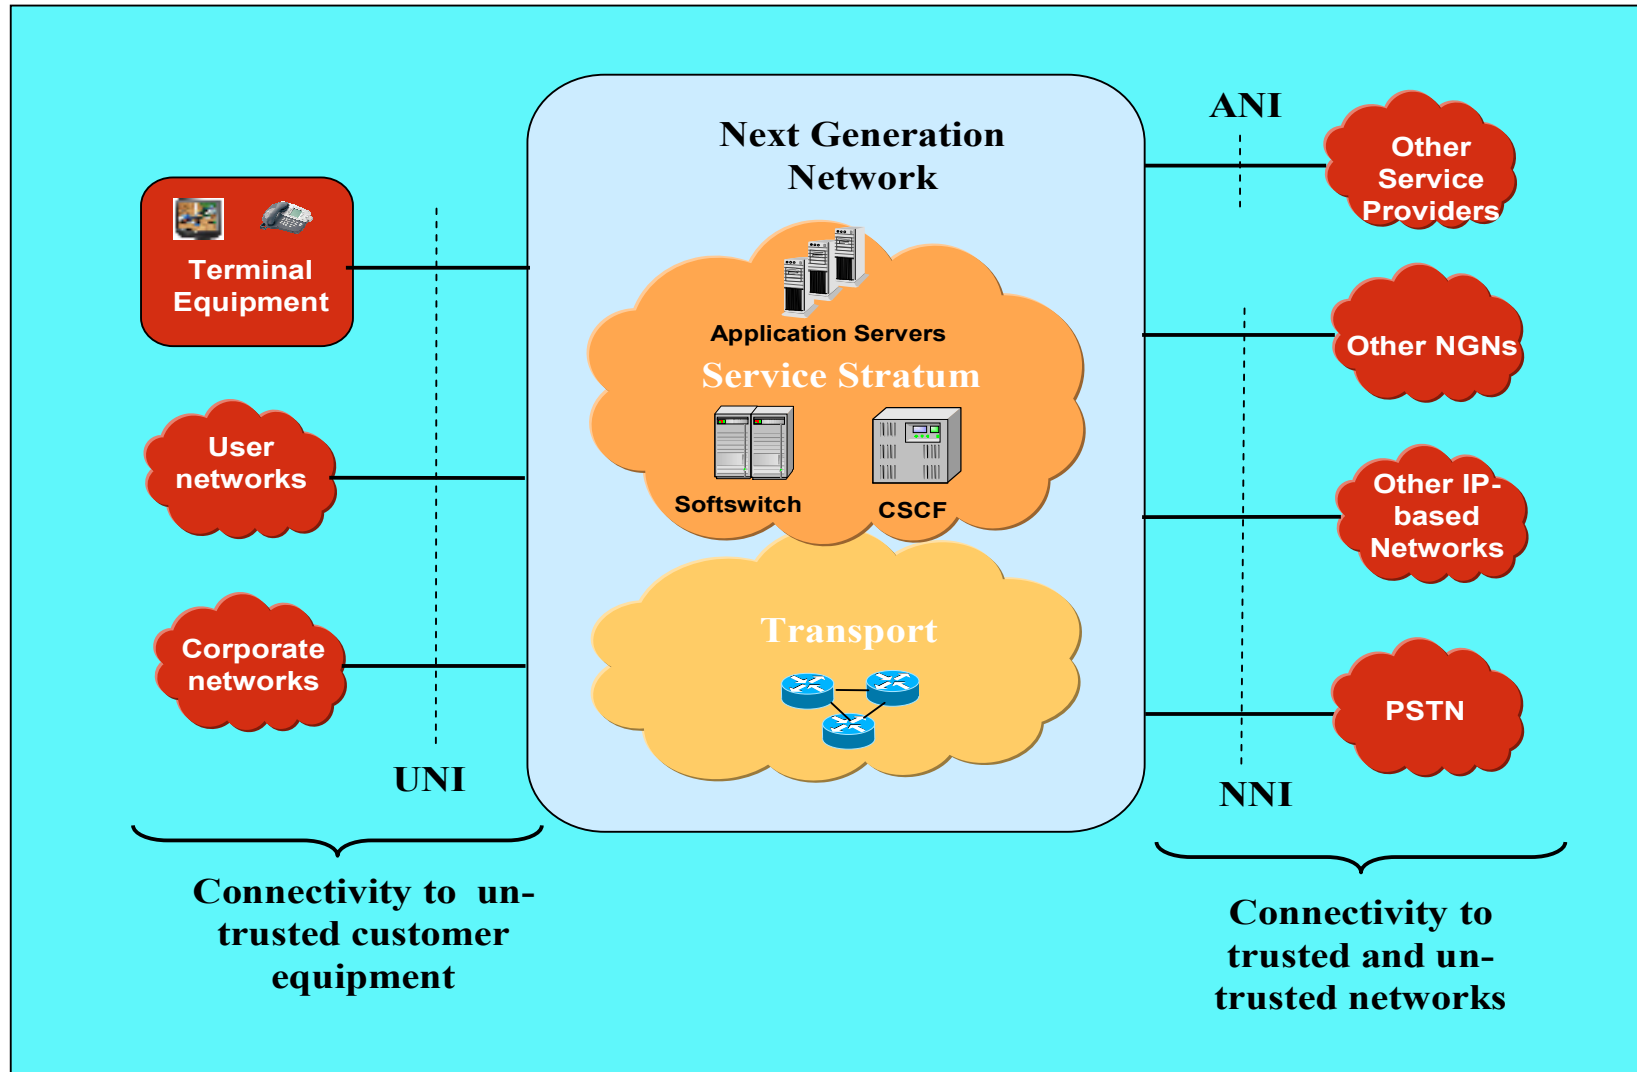 Next Generation
Network
ANI
Other
Service
Providers
Terminal
Equipment
Application Servers
Service Stratum
Other NGNs
User
networks
Softswitch
CSCF
Other IP-
based
Networks
Corporate
networks
Transport
PSTN
UNI
NNI
Connectivity to un-
trusted customer
equipment
Connectivity to
trusted and un-
trusted networks